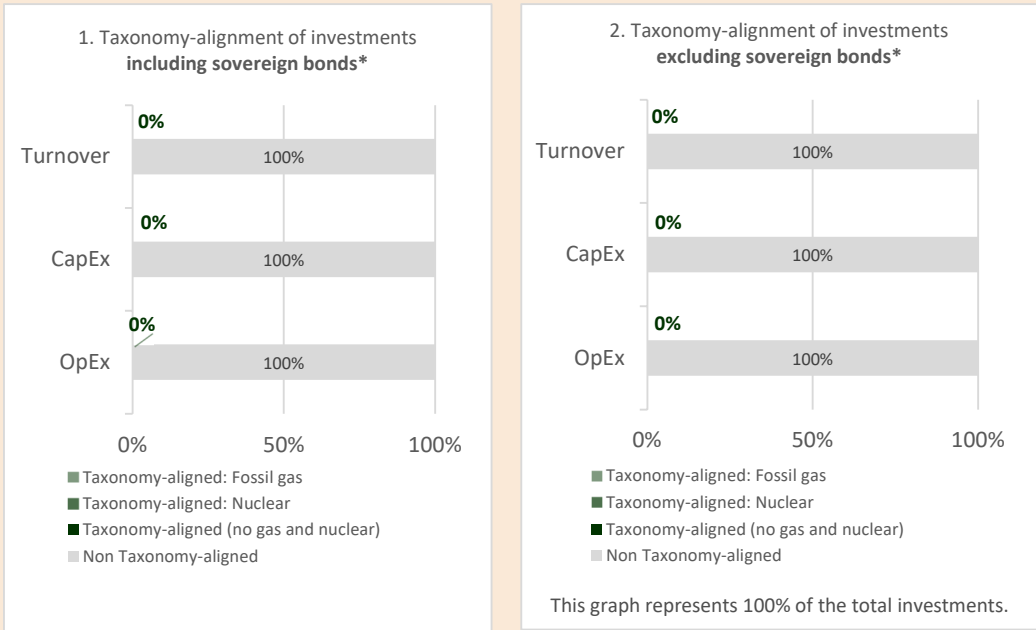 1. Taxonomy-alignment of investments
including sovereign bonds*
0%
Turnover
100%
0%
CapEx
100%
0%
OpEx
100%
0% 50% 100%
Taxonomy-aligned: Fossil gas
Taxonomy-aligned: Nuclear
Taxonomy-aligned (no gas and nuclear)
Non Taxonomy-aligned
2. Taxonomy-alignment of investments
excluding sovereign bonds*
0%
Turnover
100%
0%
CapEx
100%
0%
OpEx
100%
0% 50% 100%
Taxonomy-aligned: Fossil gas
Taxonomy-aligned: Nuclear
Taxonomy-aligned (no gas and nuclear)
Non Taxonomy-aligned
This graph represents 100% of the total investments.